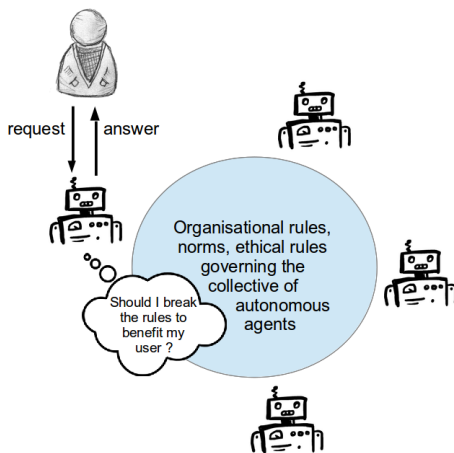 request
answer
Organisational rules,
norms, ethical rules
governing the
collective of
autonomous
agents
Should I break
the rules to
benefit my
user ?